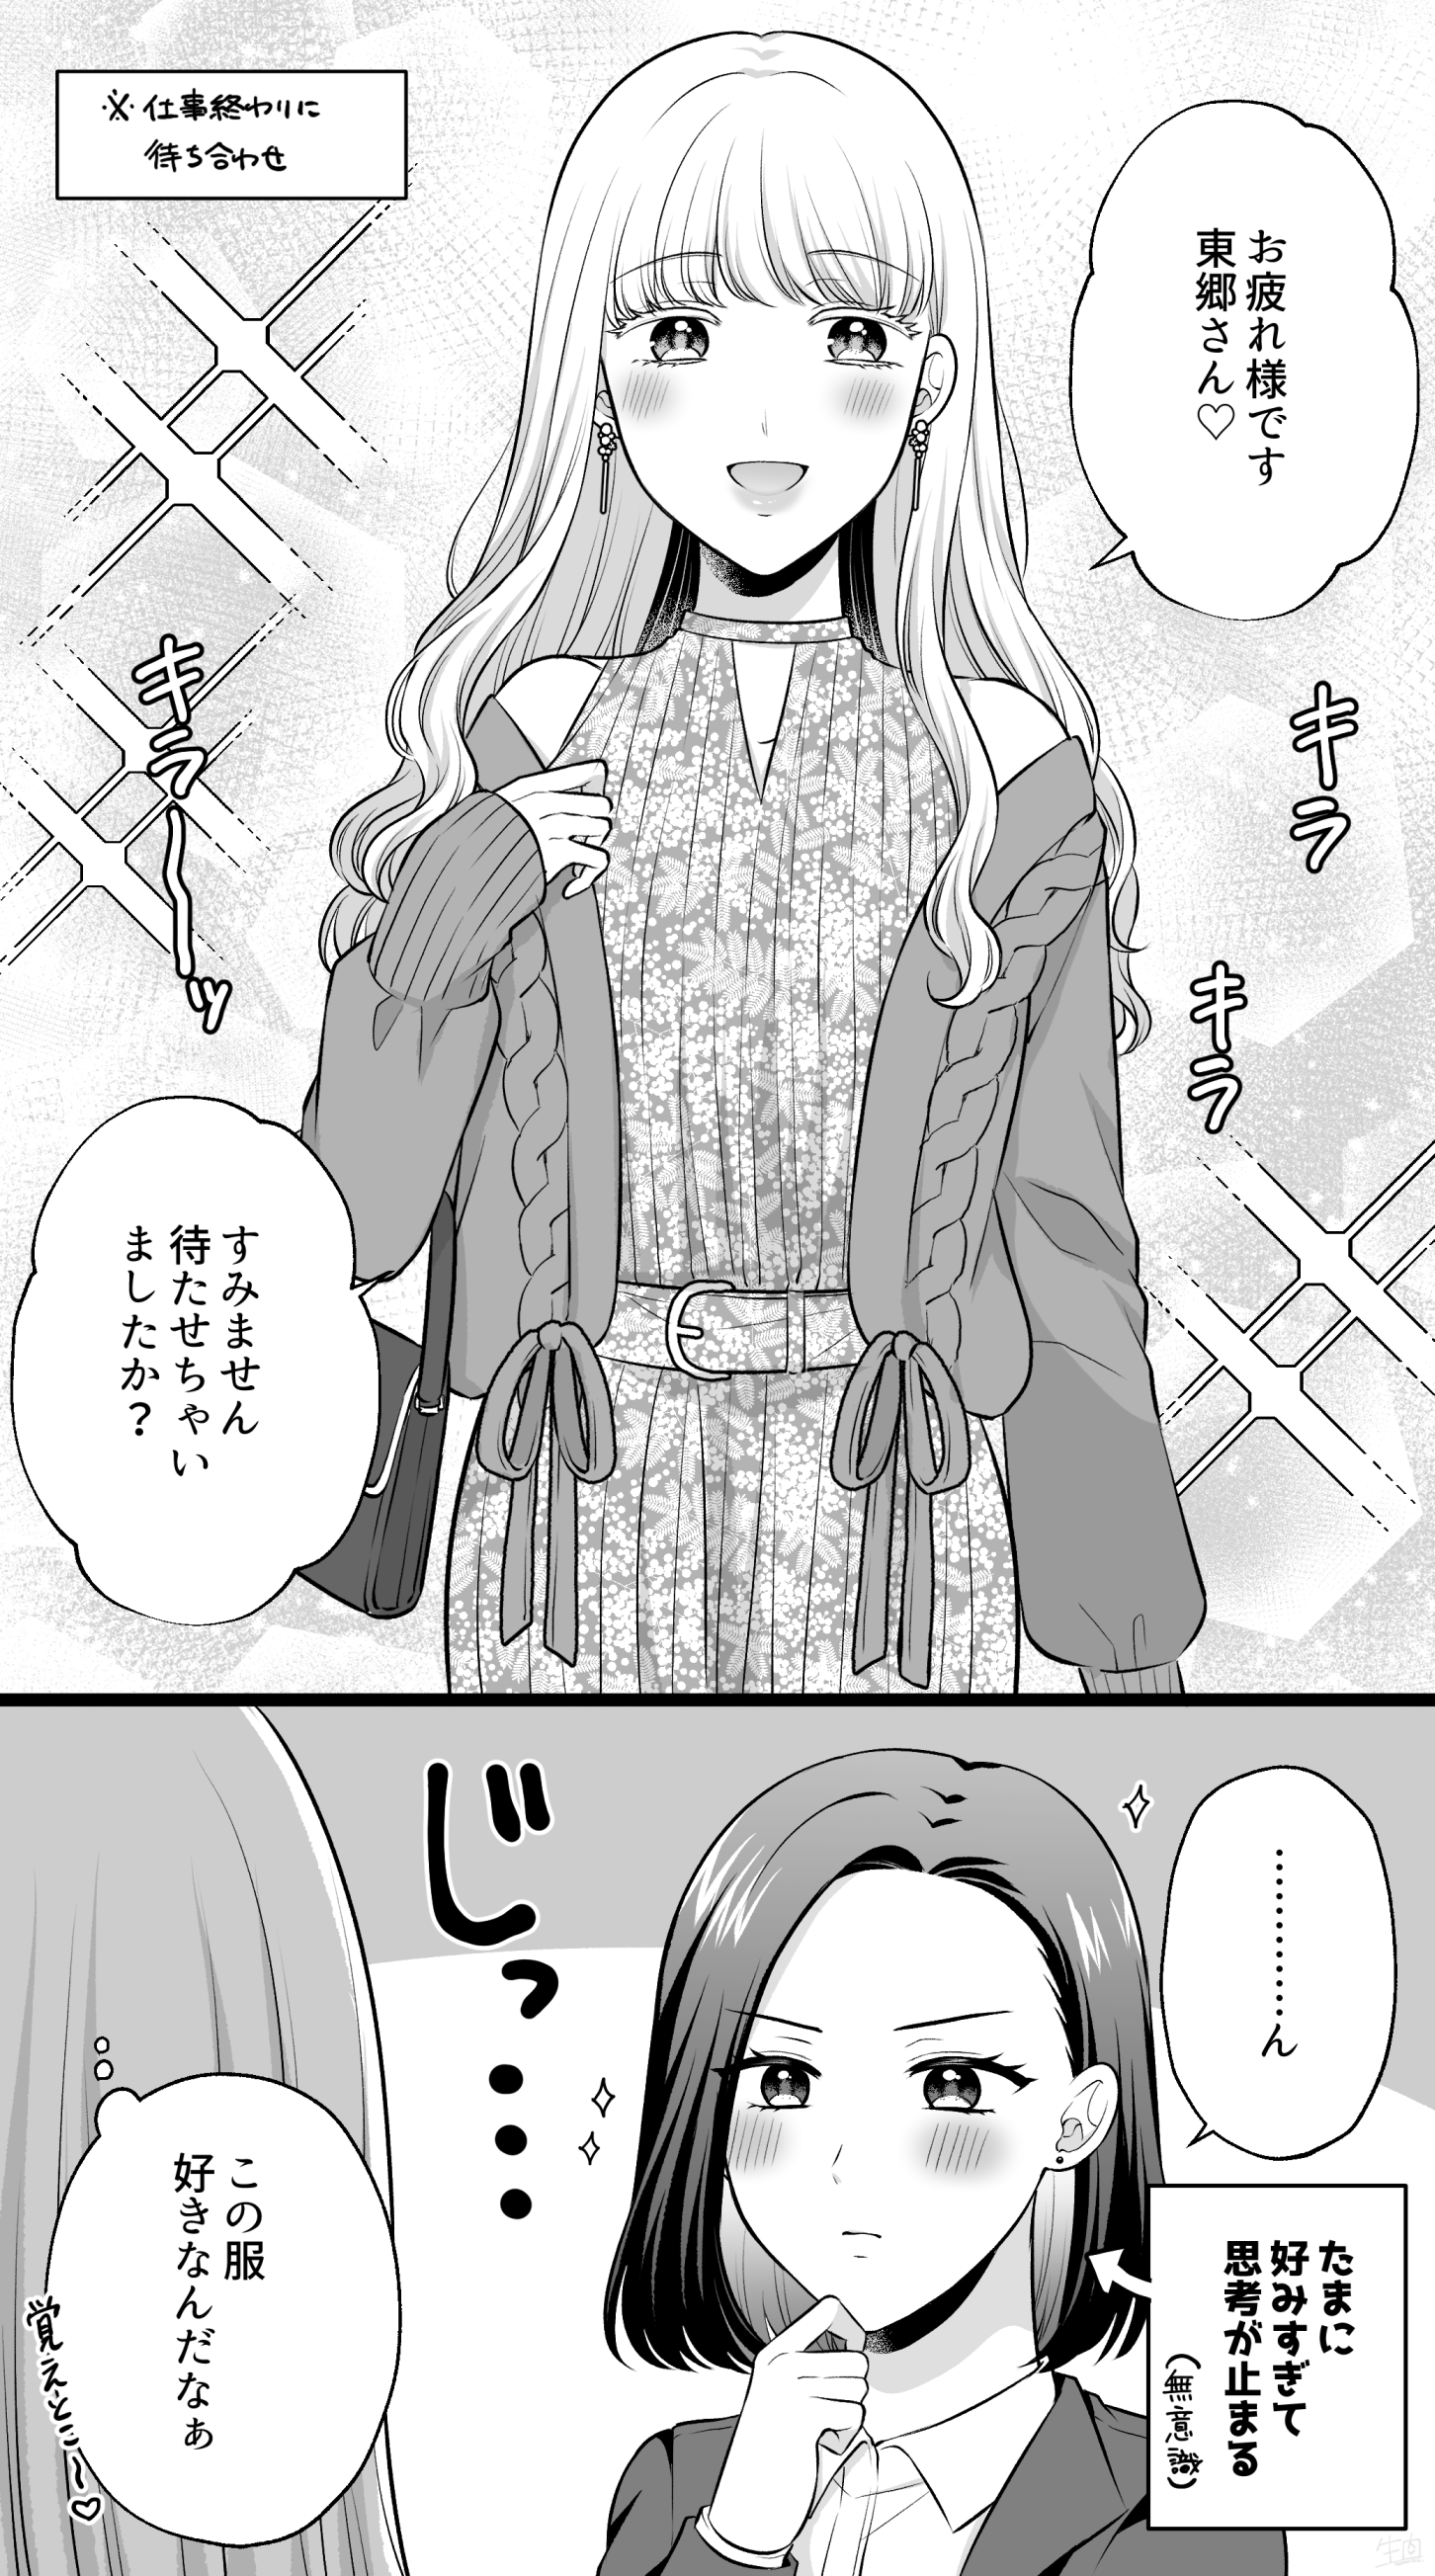 ※仕事終わりに
待ち合わせ
お疲れ様です
東郷さん♡
キラ
キラ
キラ〜〜ッ
すみません
待たせちゃい
ましたか？
…………ん
じっ…
たまに
好みすぎて
思考が止まる
（無意識）
この服
好きなんだなぁ
覚えとこ〜♡